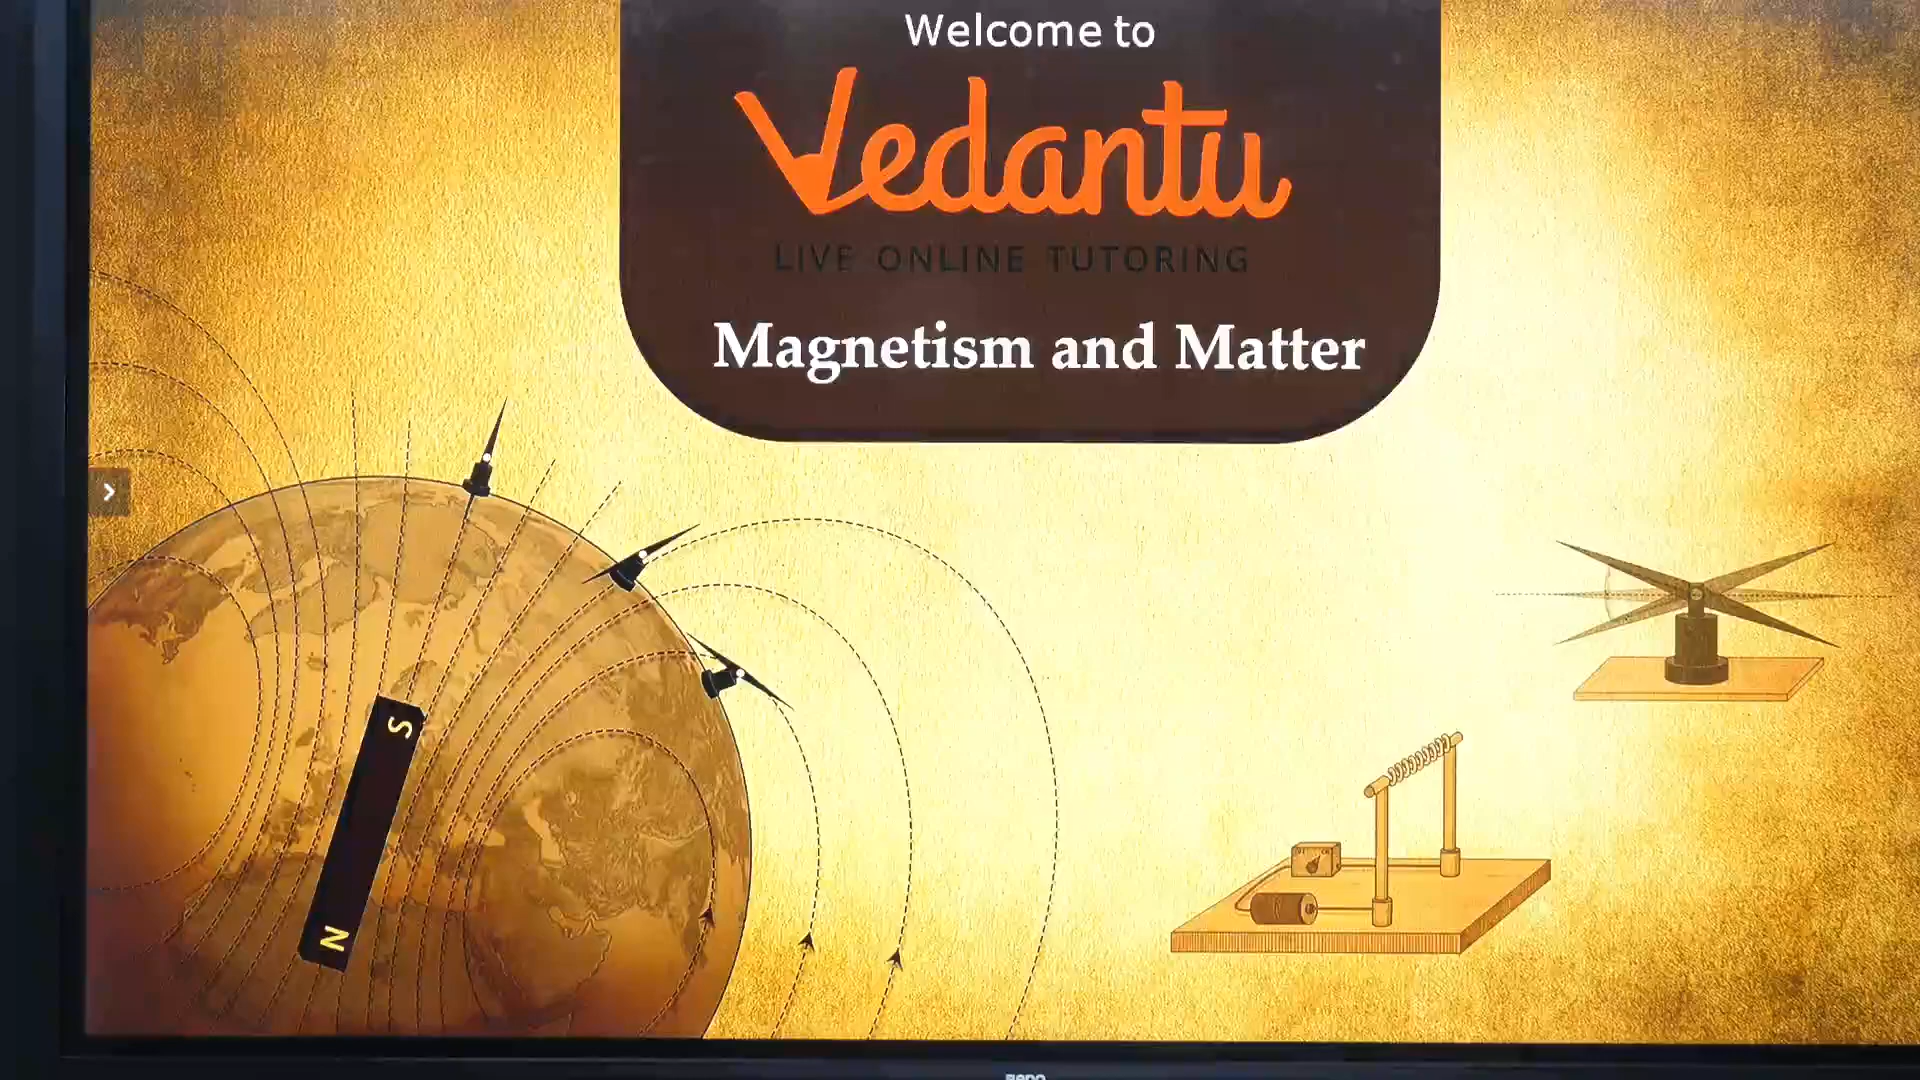 Welcome to
Vedantu
LIVE ONLINE TUTORING
Magnetism and Matter
S
N